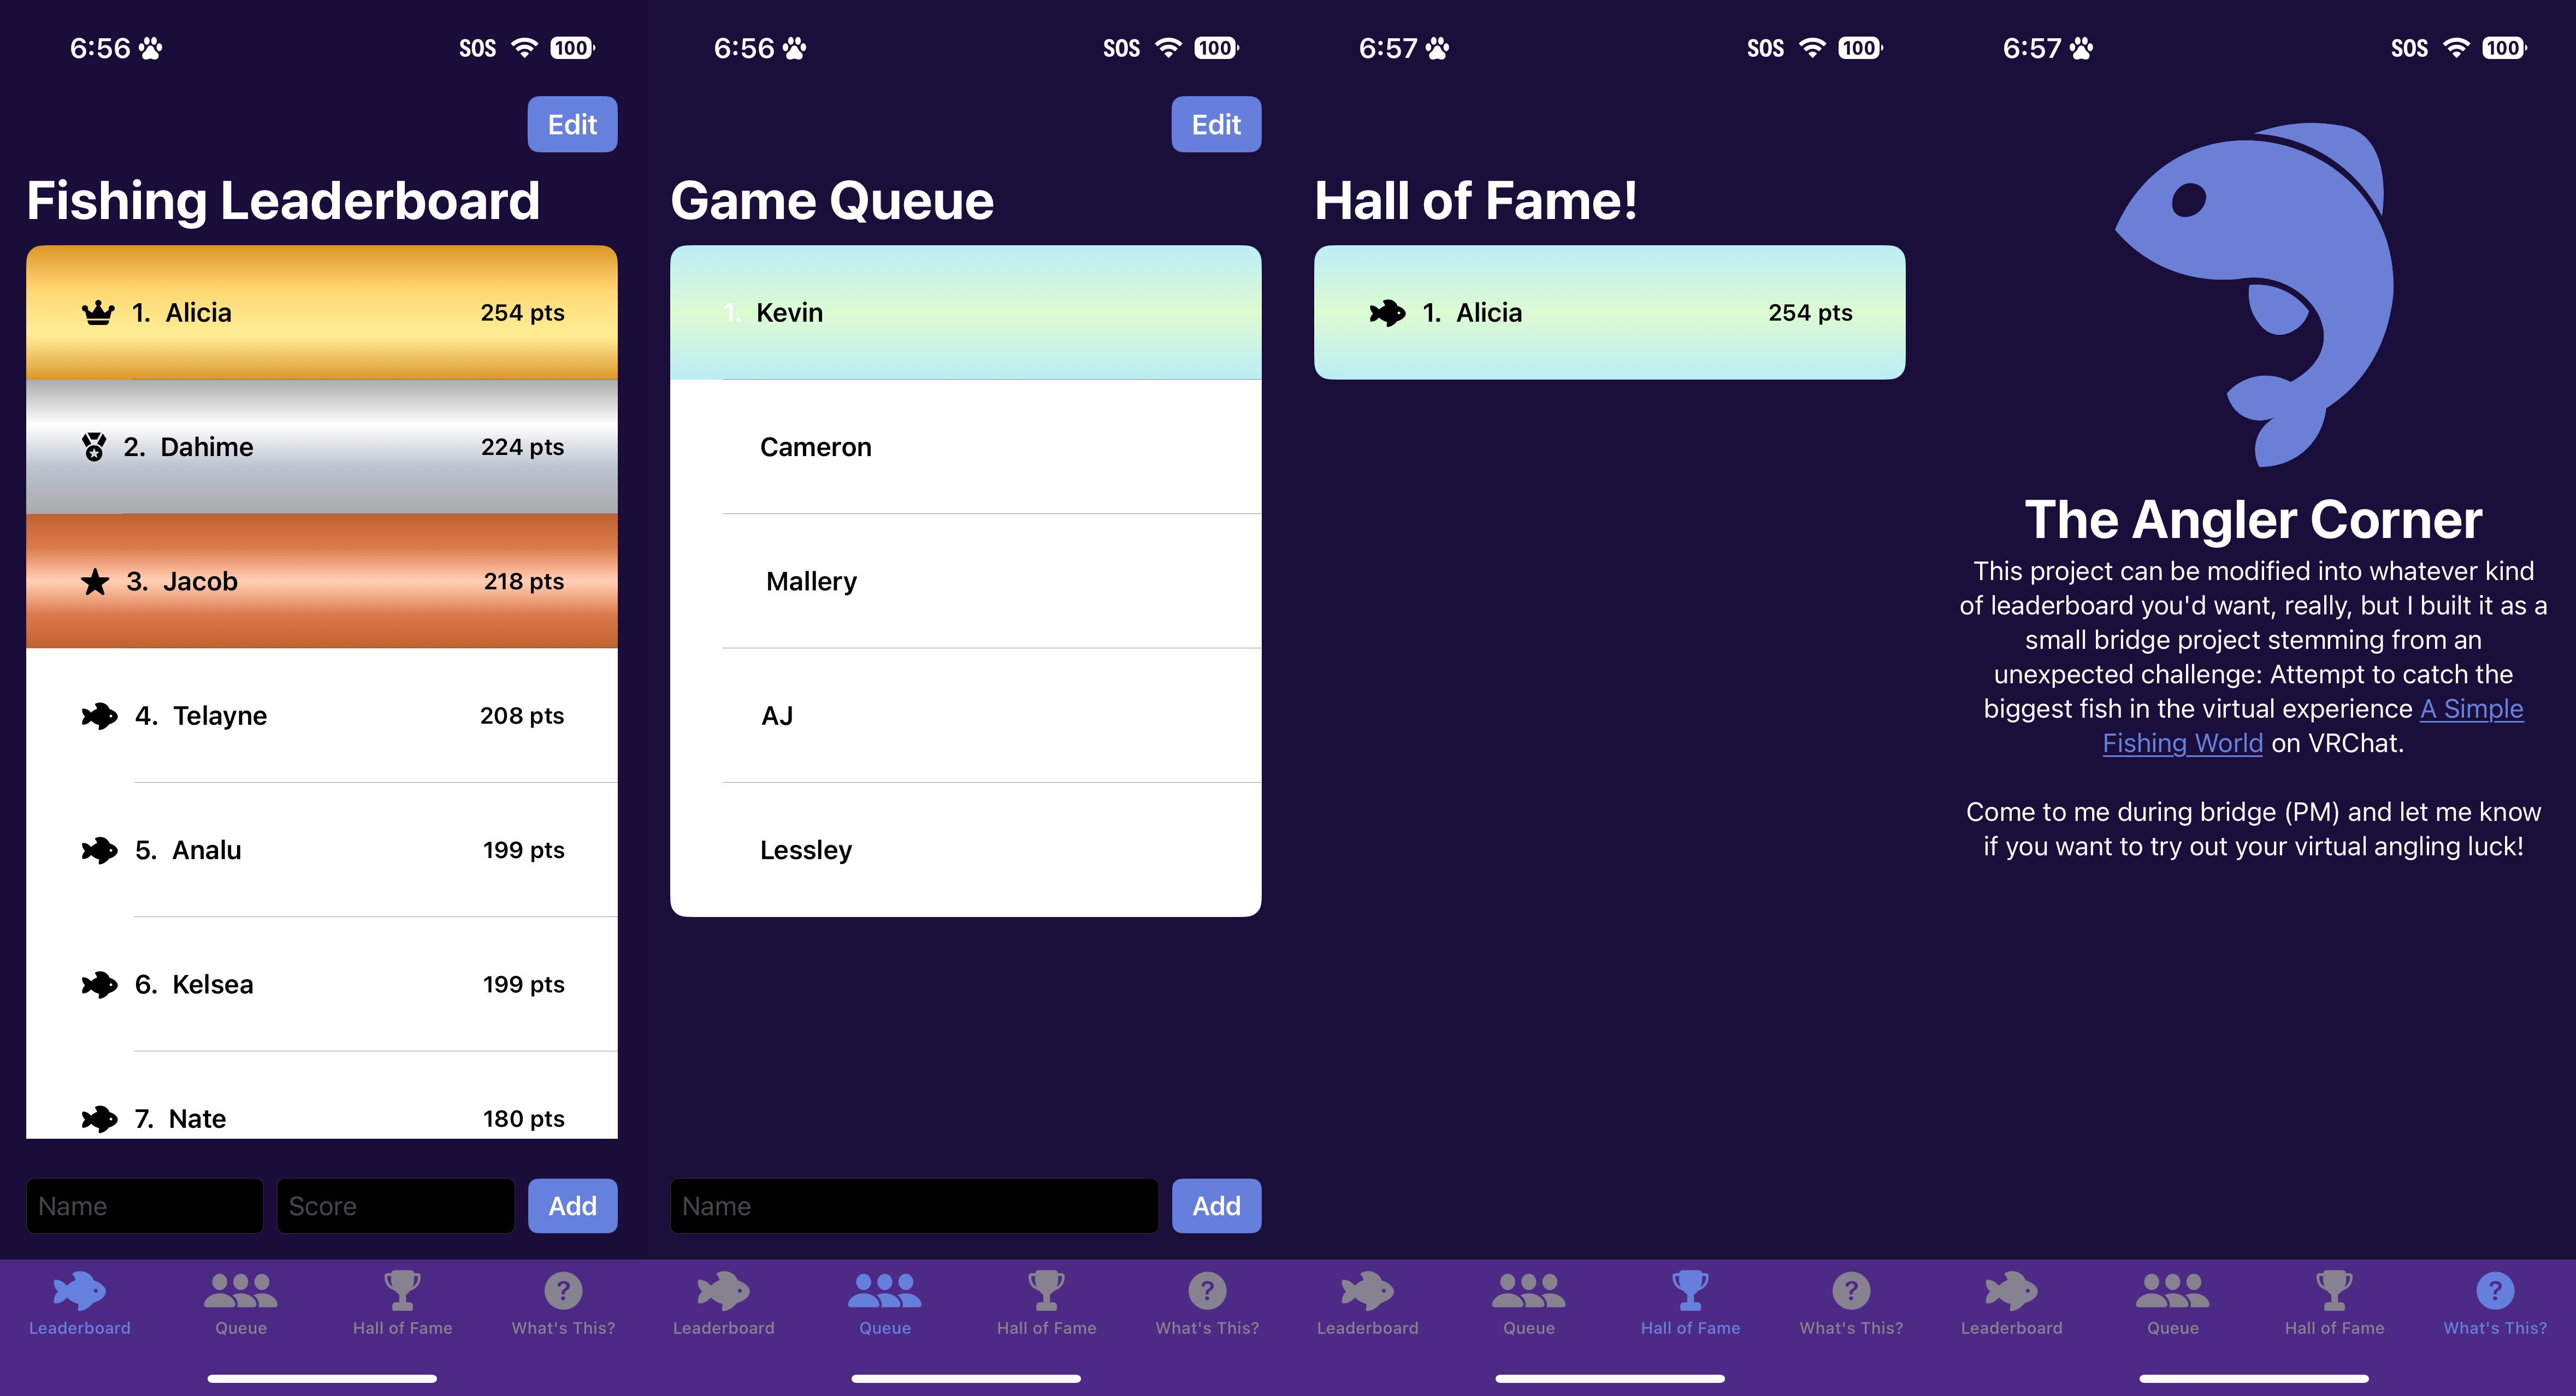 6:56
SOS
100
Edit
Fishing Leaderboard
1. Alicia 254 pts
2. Dahime 224 pts
3. Jacob 218 pts
4. Telayne 208 pts
5. Analu 199 pts
6. Kelsea 199 pts
7. Nate 180 pts
Name
Score
Add
Leaderboard
Queue
Hall of Fame
?
What's This?
6:56
SOS
100
Edit
Game Queue
1. Kevin
Cameron
Mallery
AJ
Lessley
Name
Add
Leaderboard
Queue
Hall of Fame
?
What's This?
6:57
SOS
100
Hall of Fame!
1. Alicia 254 pts
Leaderboard
Queue
Hall of Fame
?
What's This?
6:57
SOS
100
The Angler Corner
This project can be modified into whatever kind
of leaderboard you'd want, really, but I built it as a
small bridge project stemming from an
unexpected challenge: Attempt to catch the
biggest fish in the virtual experience A Simple
Fishing World on VRChat.
Come to me during bridge (PM) and let me know
if you want to try out your virtual angling luck!
Leaderboard
Queue
Hall of Fame
?
What's This?